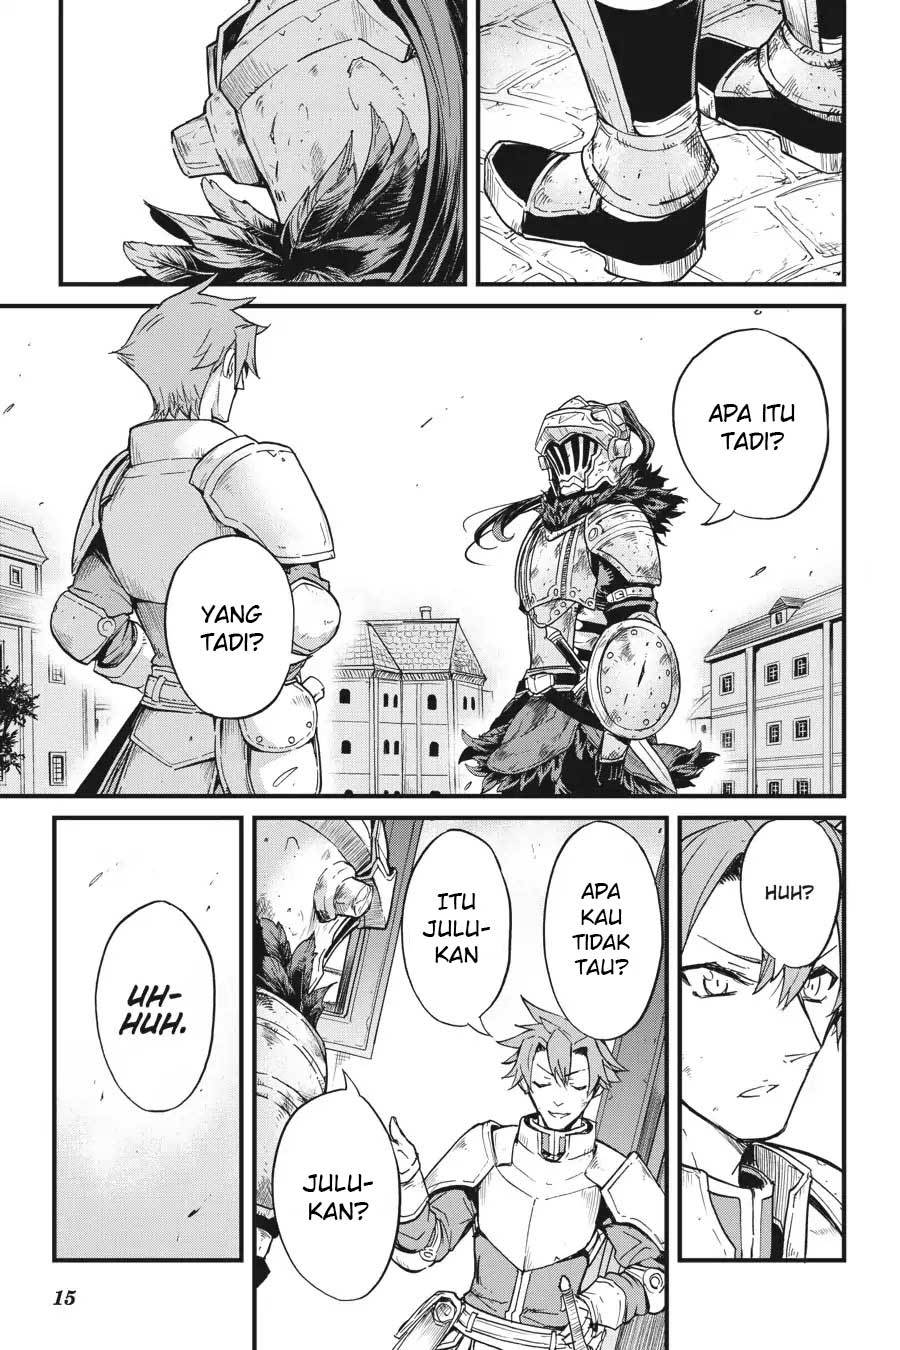 APA ITU
TADI?
YANG
TADI?
HUH?
APA
KAU
TIDAK
TAU?
ITU
JULU-
KAN
JULU-
KAN?
UH-
HUH.
15